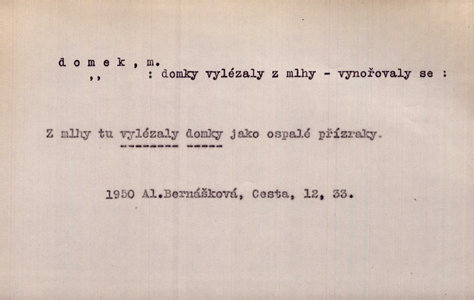 d o m e k , m.
,, : domky vylézaly z mlhy - vynořovaly se :
Z mlhy tu vylézaly domky jako ospalé přízraky.
1950 Al.Bernášková, Cesta, 12, 33.